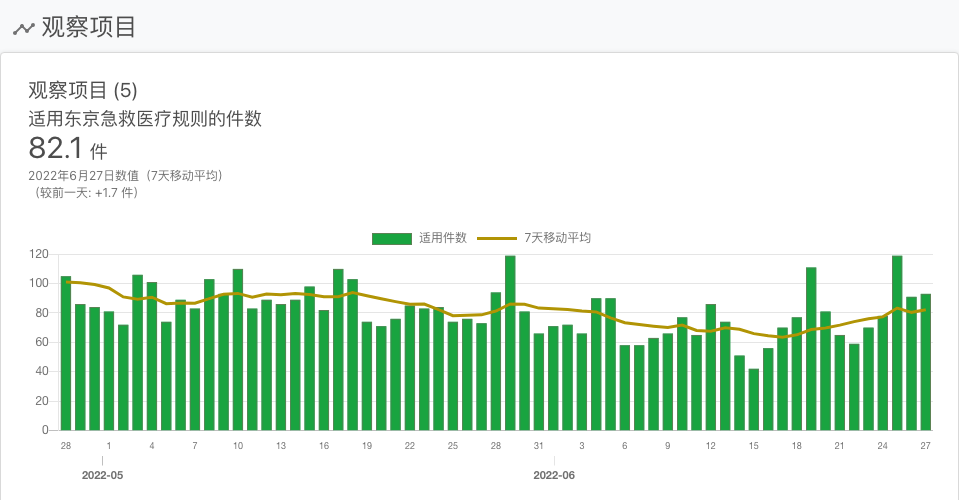 观察项目
观察项目 (5)
适用东京急救医疗规则的件数
82.1 件
2022年6月27日数值（7天移动平均）
（较前一天: +1.7 件）
适用件数 7天移动平均
120
100
80
60
40
20
0
28 1 4 7 10 13 16 19 22 25 28 31 3 6 9 12 15 18 21 24 27
2022-05 2022-06